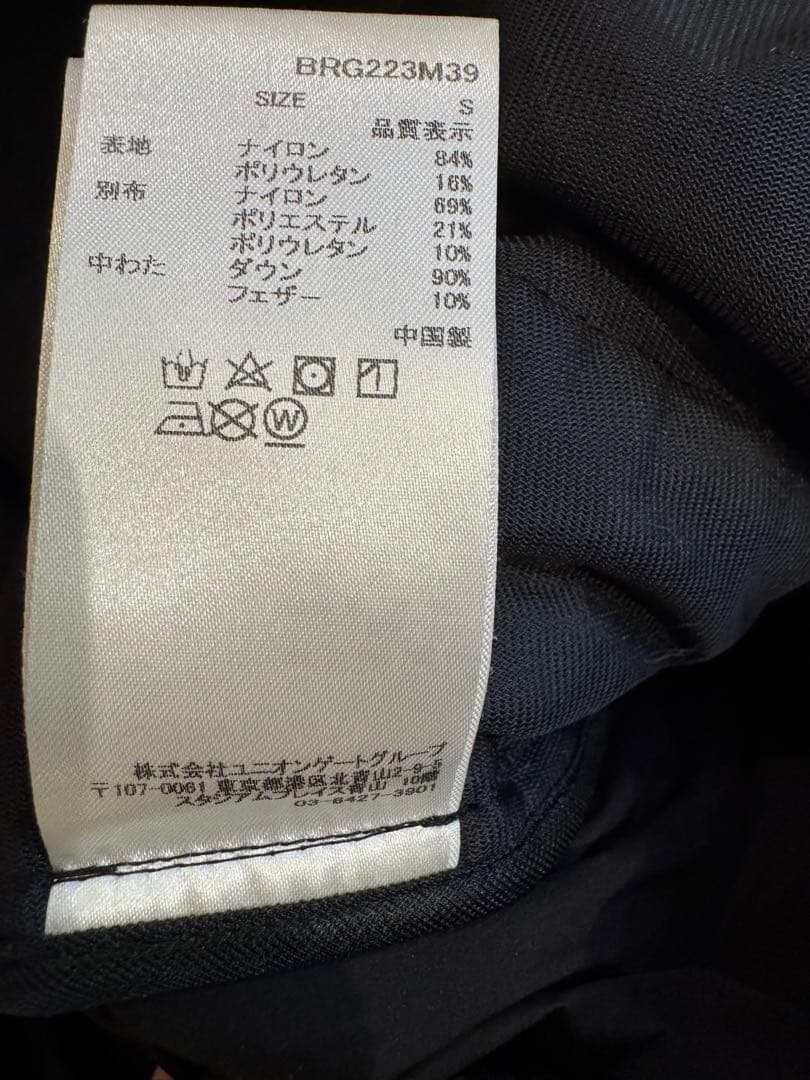 BRG223M39
SIZE S
品質表示
表地 ナイロン 84%
ポリウレタン 16%
別布 ナイロン 69%
ポリエステル 21%
ポリウレタン 10%
中わた ダウン 90%
フェザー 10%
中国製
W
株式会社ユニオンゲートグループ
〒107-0061 東京都港区北青山2-9-5
スタジアムプレイス青山 10階
03-6427-3901